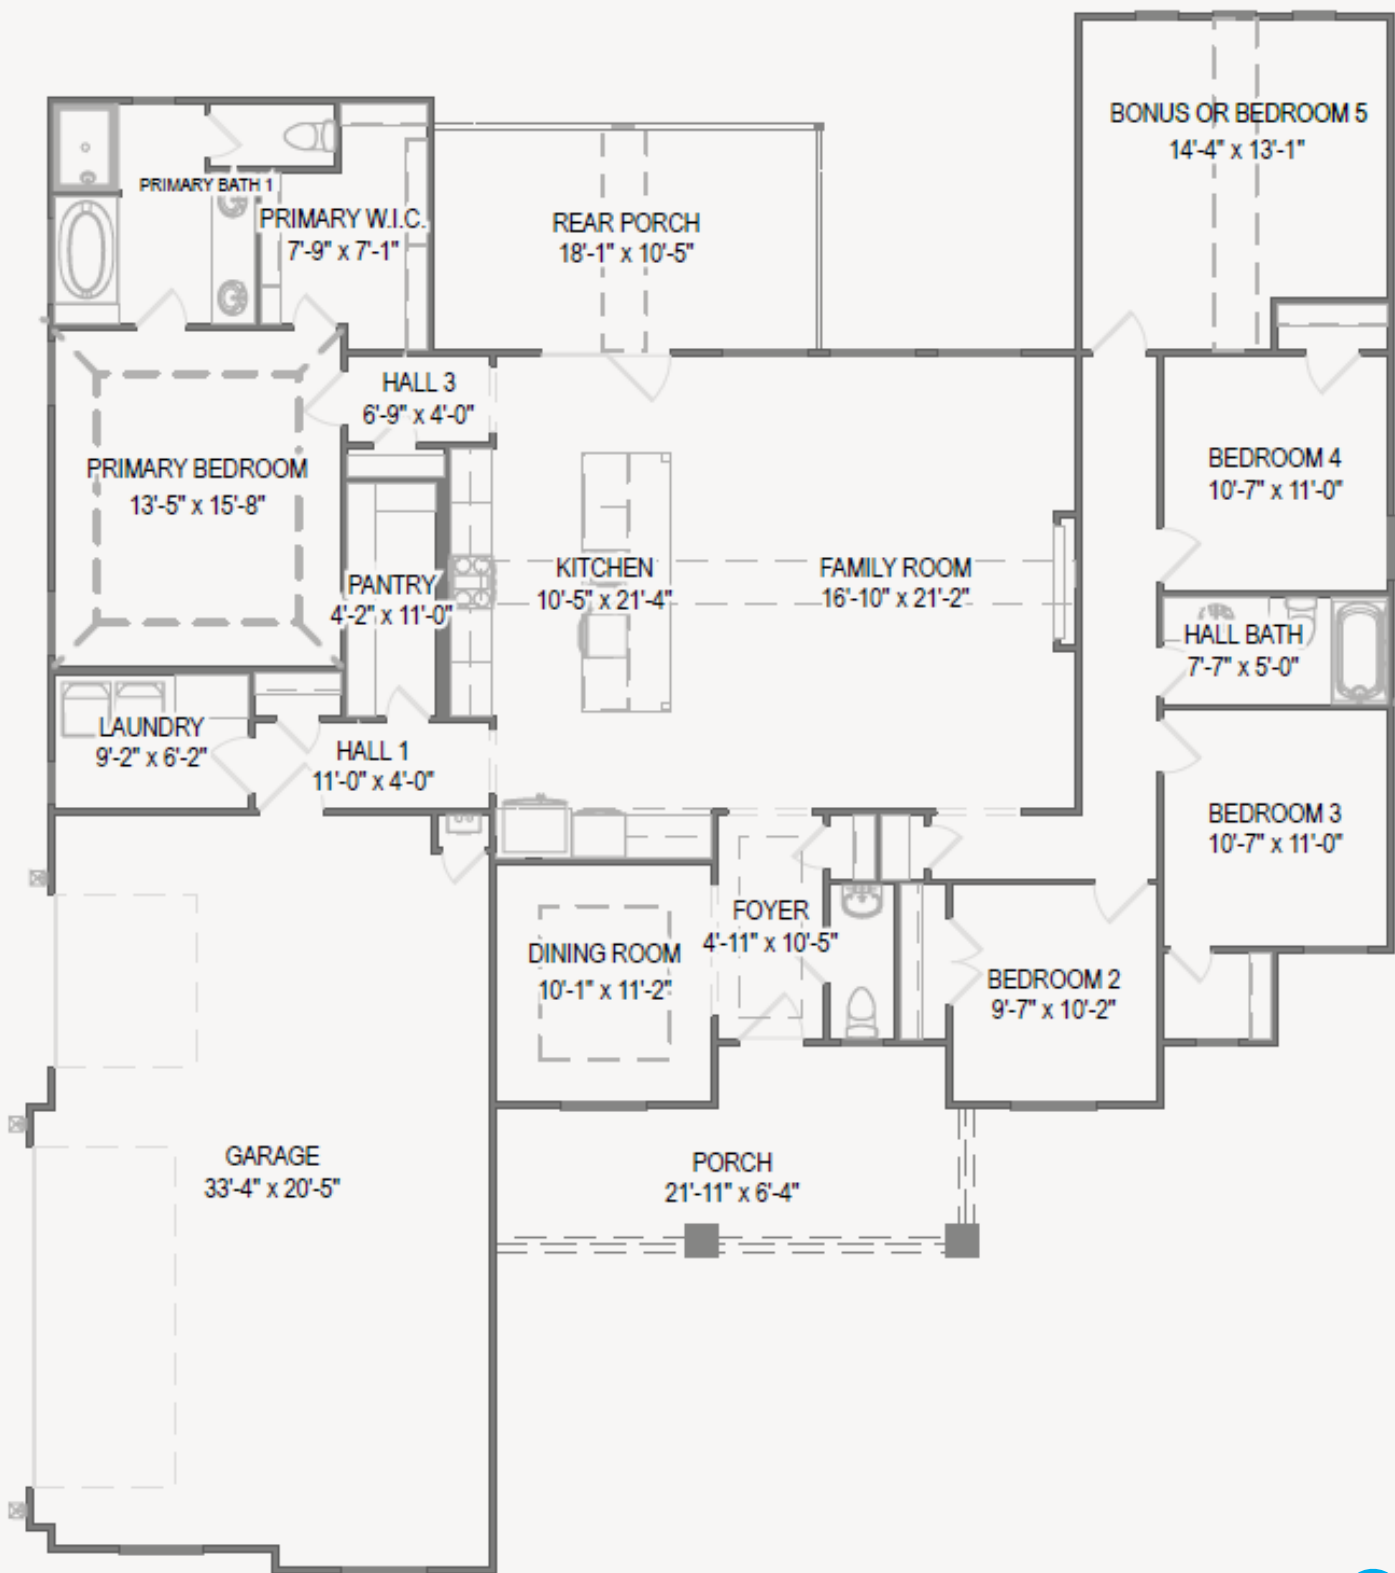 BONUS OR BEDROOM 5
14'-4" x 13'-1"
PRIMARY BATH 1
PRIMARY W.I.C.
7'-9" x 7'-1"
REAR PORCH
18'-1" x 10'-5"
HALL 3
6'-9" x 4'-0"
PRIMARY BEDROOM
13'-5" x 15'-8"
BEDROOM 4
10'-7" x 11'-0"
PANTRY
4'-2" x 11'-0"
KITCHEN
10'-5" x 21'-4"
FAMILY ROOM
16'-10" x 21'-2"
HALL BATH
7'-7" x 5'-0"
LAUNDRY
9'-2" x 6'-2"
HALL 1
11'-0" x 4'-0"
BEDROOM 3
10'-7" x 11'-0"
FOYER
4'-11" x 10'-5"
DINING ROOM
10'-1" x 11'-2"
BEDROOM 2
9'-7" x 10'-2"
GARAGE
33'-4" x 20'-5"
PORCH
21'-11" x 6'-4"